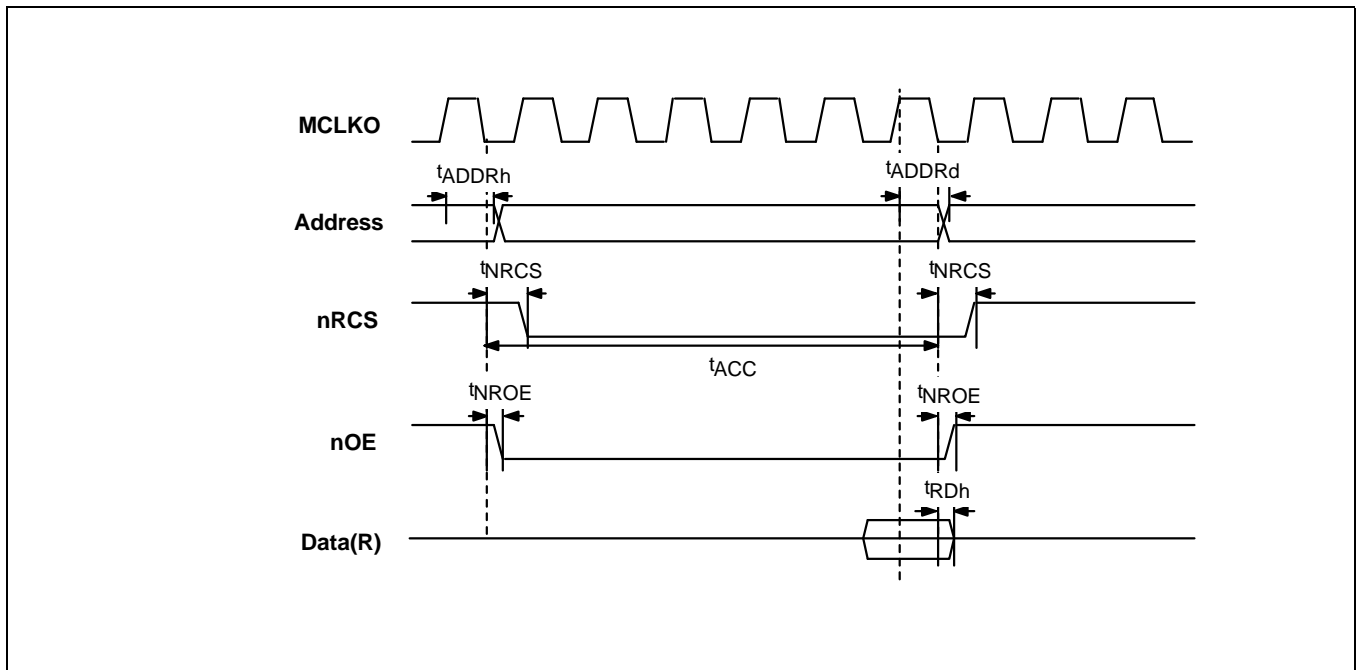 MCLKO
tADDRh
tADDRd
Address
tNRCS
tNRCS
nRCS
tACC
tNROE
tNROE
nOE
tRDh
Data(R)